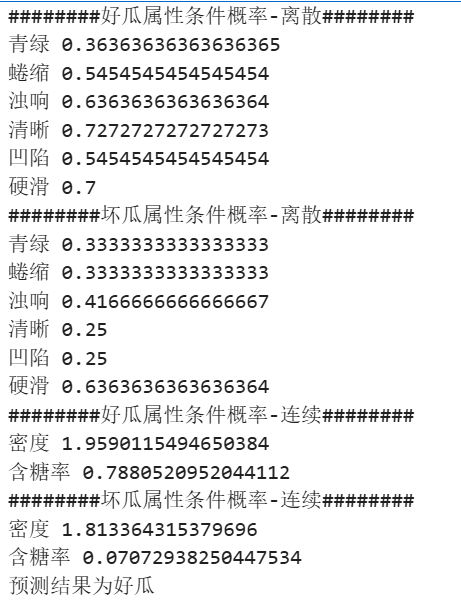 ########好瓜属性条件概率-离散########
青绿 0.36363636363636365
蜷缩 0.5454545454545454
浊响 0.6363636363636364
清晰 0.7272727272727273
凹陷 0.5454545454545454
硬滑 0.7
########坏瓜属性条件概率-离散########
青绿 0.3333333333333333
蜷缩 0.3333333333333333
浊响 0.4166666666666667
清晰 0.25
凹陷 0.25
硬滑 0.6363636363636364
########好瓜属性条件概率-连续########
密度 1.9590115494650384
含糖率 0.7880520952044112
########坏瓜属性条件概率-连续########
密度 1.813364315379696
含糖率 0.07072938250447534
预测结果为好瓜